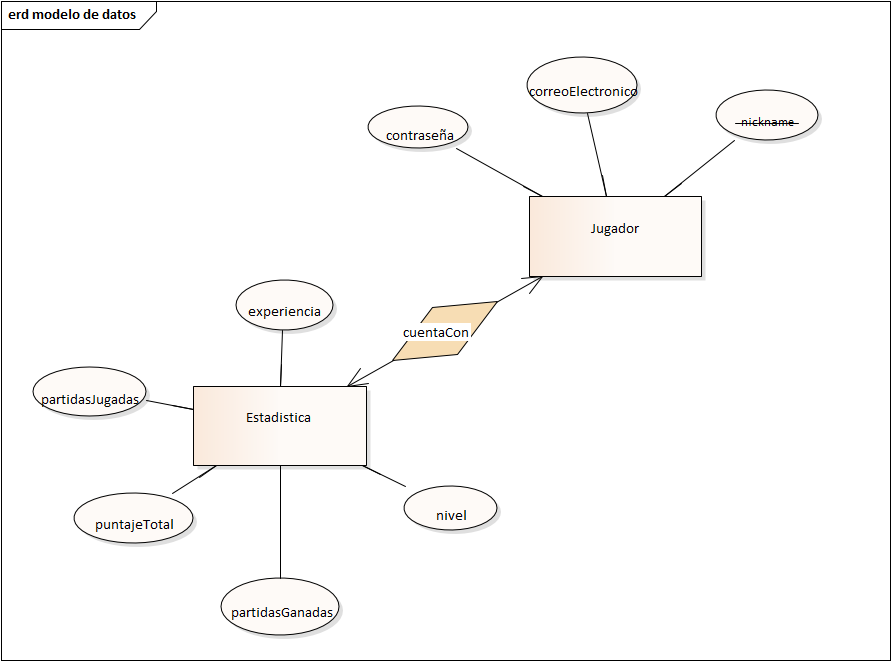 erd modelo de datos
correoElectronico
nickname
contraseña
Jugador
experiencia
cuentaCon
partidasJugadas
Estadistica
puntajeTotal
nivel
partidasGanadas